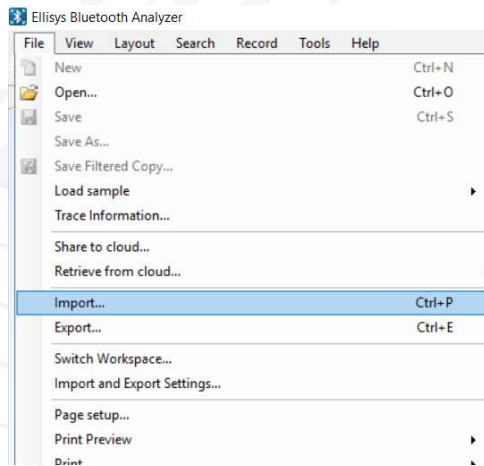 Ellisys Bluetooth Analyzer
File View Layout Search Record Tools Help
New Ctrl+N
Open... Ctrl+O
Save Ctrl+S
Save As...
Save Filtered Copy...
Load sample
Trace Information...
Share to cloud...
Retrieve from cloud...
Import... Ctrl+P
Export... Ctrl+E
Switch Workspace...
Import and Export Settings...
Page setup...
Print Preview
Print